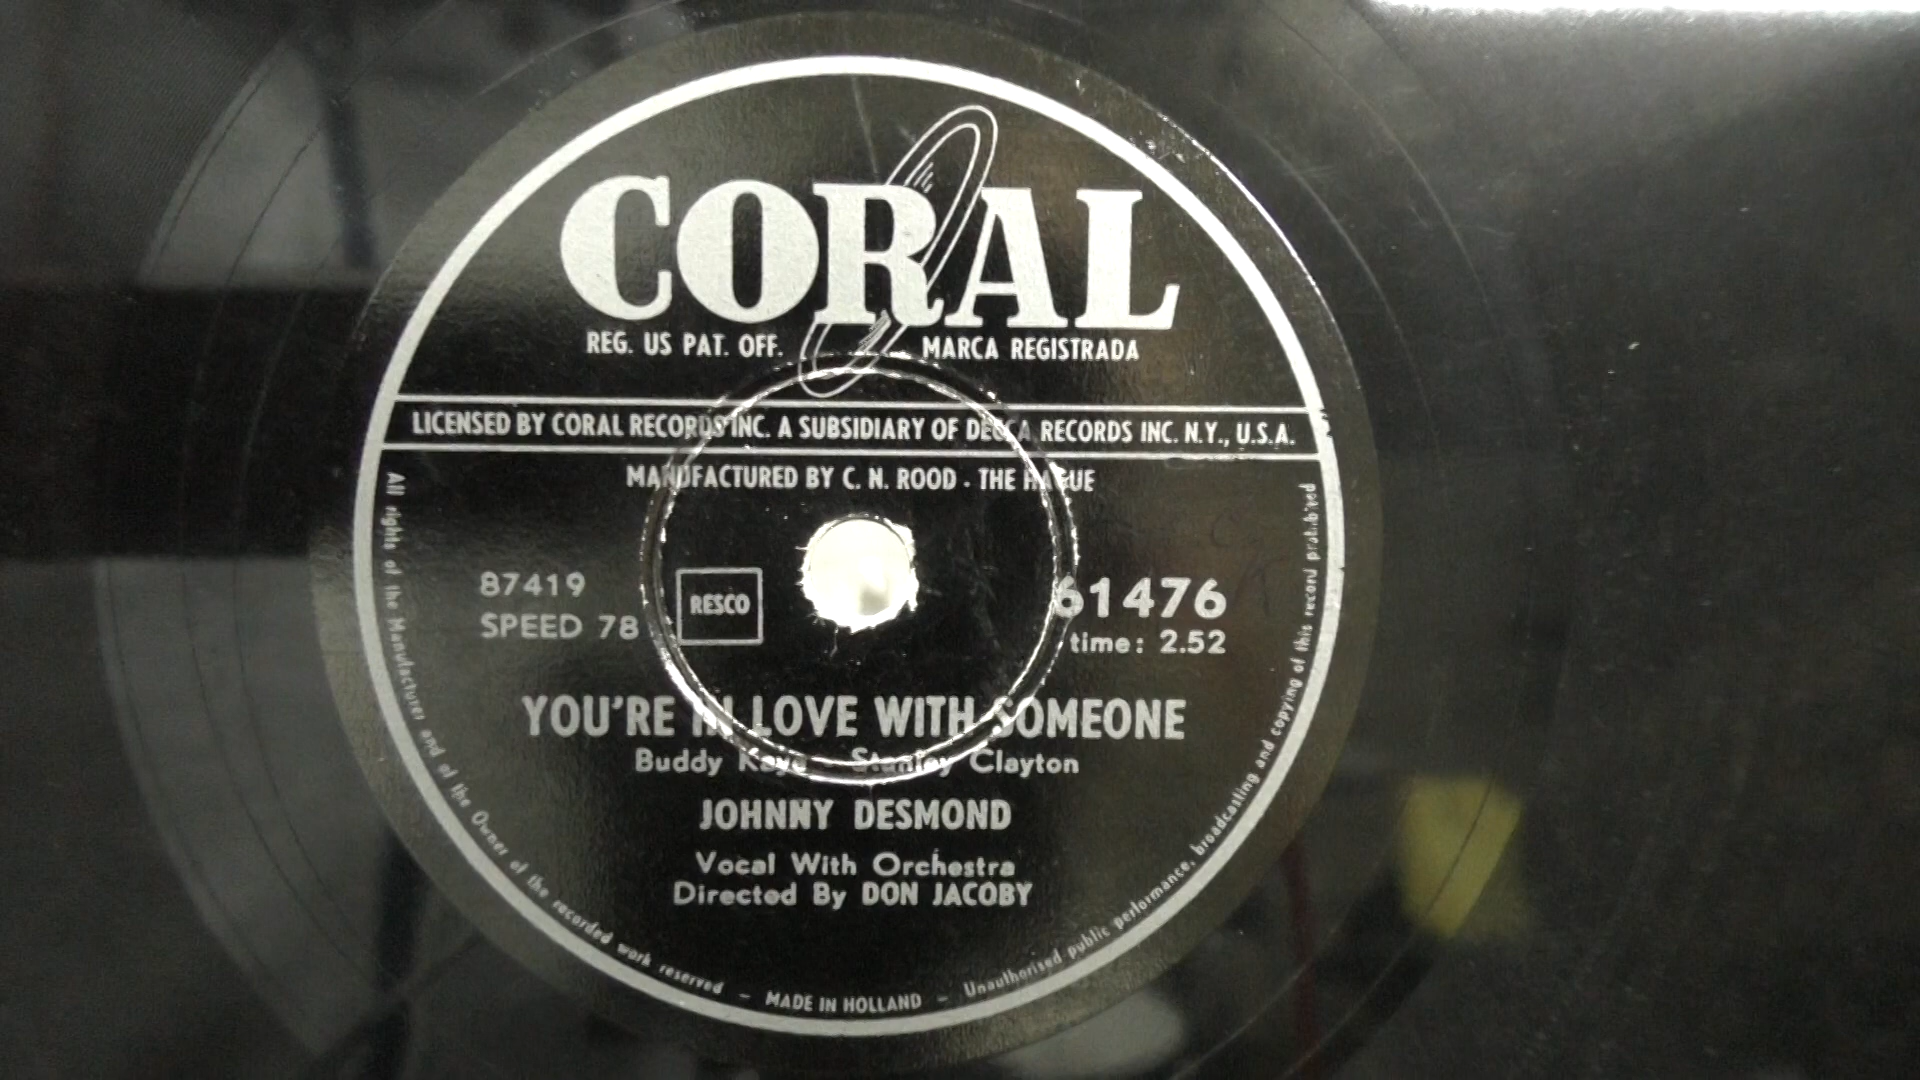 CORAL
REG. US PAT. OFF. MARCA REGISTRADA
LICENSED BY CORAL RECORDS INC. A SUBSIDIARY OF DECCA RECORDS INC. N.Y., U.S.A.
MANUFACTURED BY C. N. ROOD - THE HAGUE
87419
SPEED 78
RESCO
61476
time: 2.52
YOU'RE IN LOVE WITH SOMEONE
Buddy Kaye - Stanley Clayton
JOHNNY DESMOND
Vocal With Orchestra
Directed By DON JACOBY
All rights of the Manufacturer and of the Owner of the recorded work reserved - MADE IN HOLLAND - Unauthorised public performance, broadcasting and copying of this record prohibited